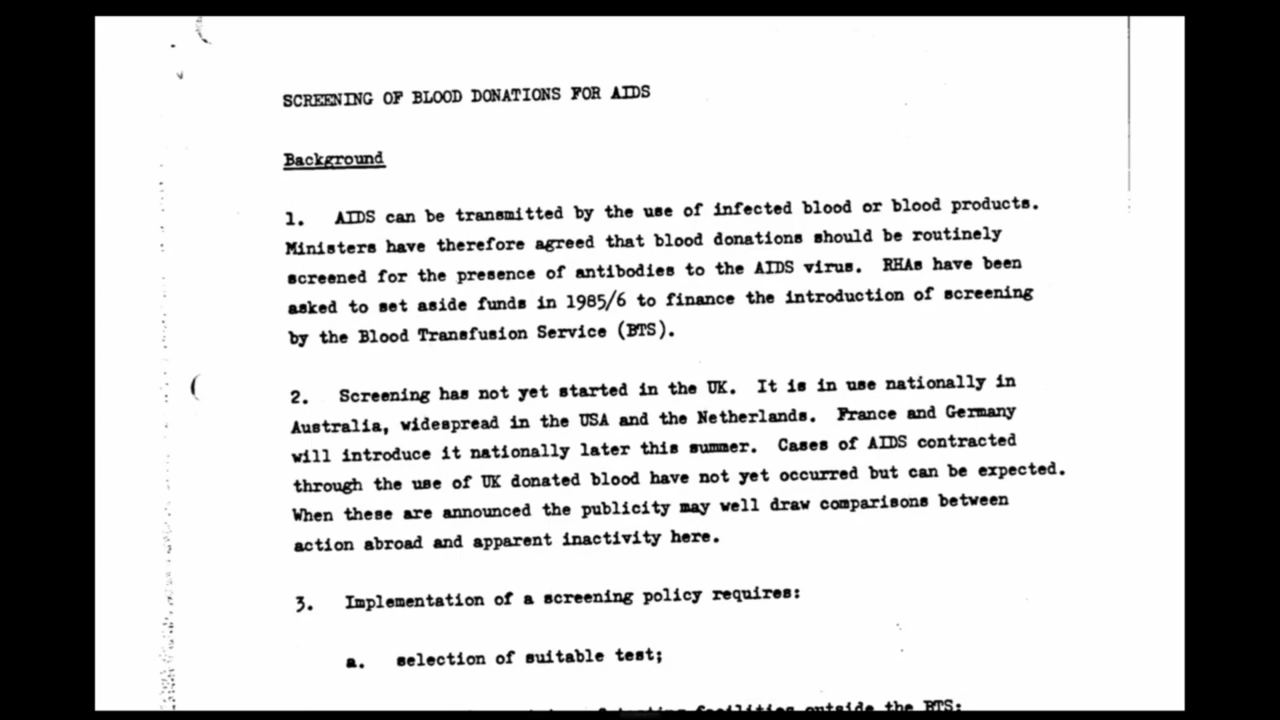 SCREENING OF BLOOD DONATIONS FOR AIDS
Background
1. AIDS can be transmitted by the use of infected blood or blood products.
Ministers have therefore agreed that blood donations should be routinely
screened for the presence of antibodies to the AIDS virus. RHAs have been
asked to set aside funds in 1985/6 to finance the introduction of screening
by the Blood Transfusion Service (BTS).
2. Screening has not yet started in the UK. It is in use nationally in
Australia, widespread in the USA and the Netherlands. France and Germany
will introduce it nationally later this summer. Cases of AIDS contracted
through the use of UK donated blood have not yet occurred but can be expected.
When these are announced the publicity may well draw comparisons between
action abroad and apparent inactivity here.
3. Implementation of a screening policy requires:
a. selection of suitable test;
facilities outside the BTS;